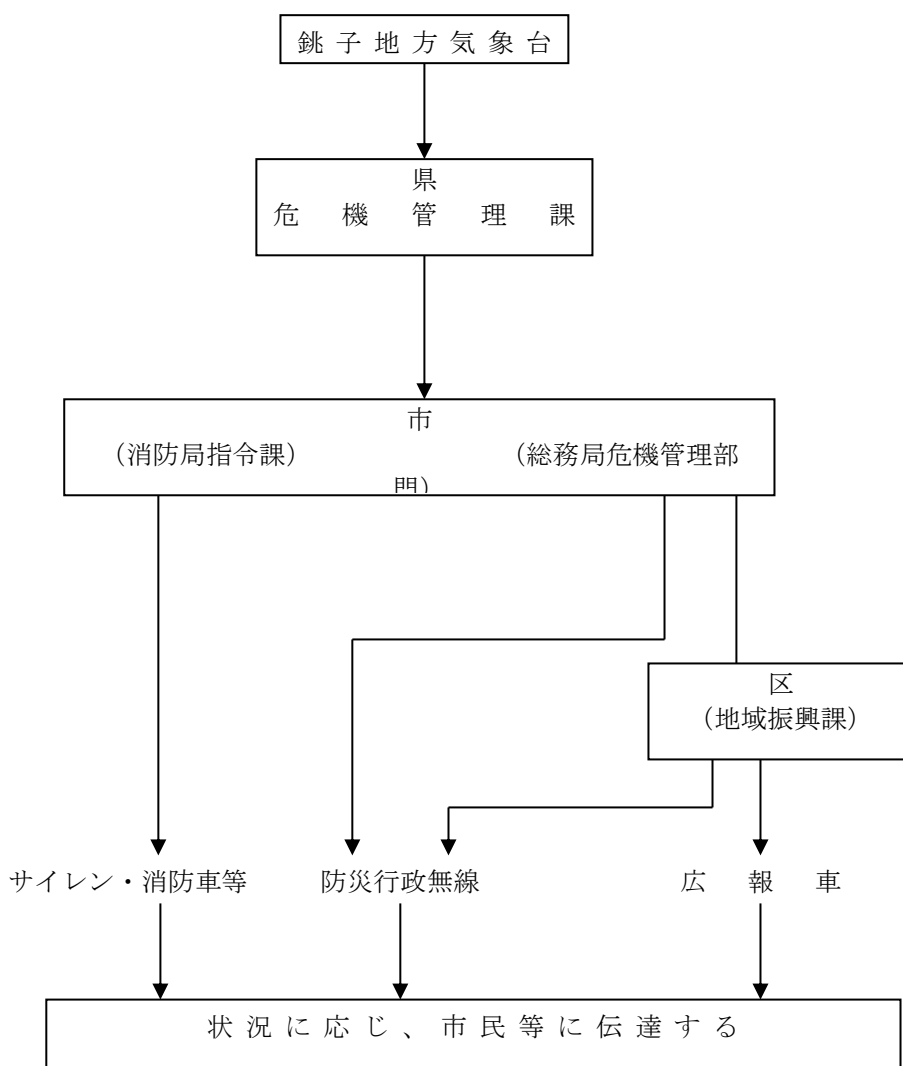 銚子地方気象台
県
危機管理課
市
（消防局指令課）　（総務局危機管理部
門）
区
（地域振興課）
サイレン・消防車等　防災行政無線　広報車
状況に応じ、市民等に伝達する